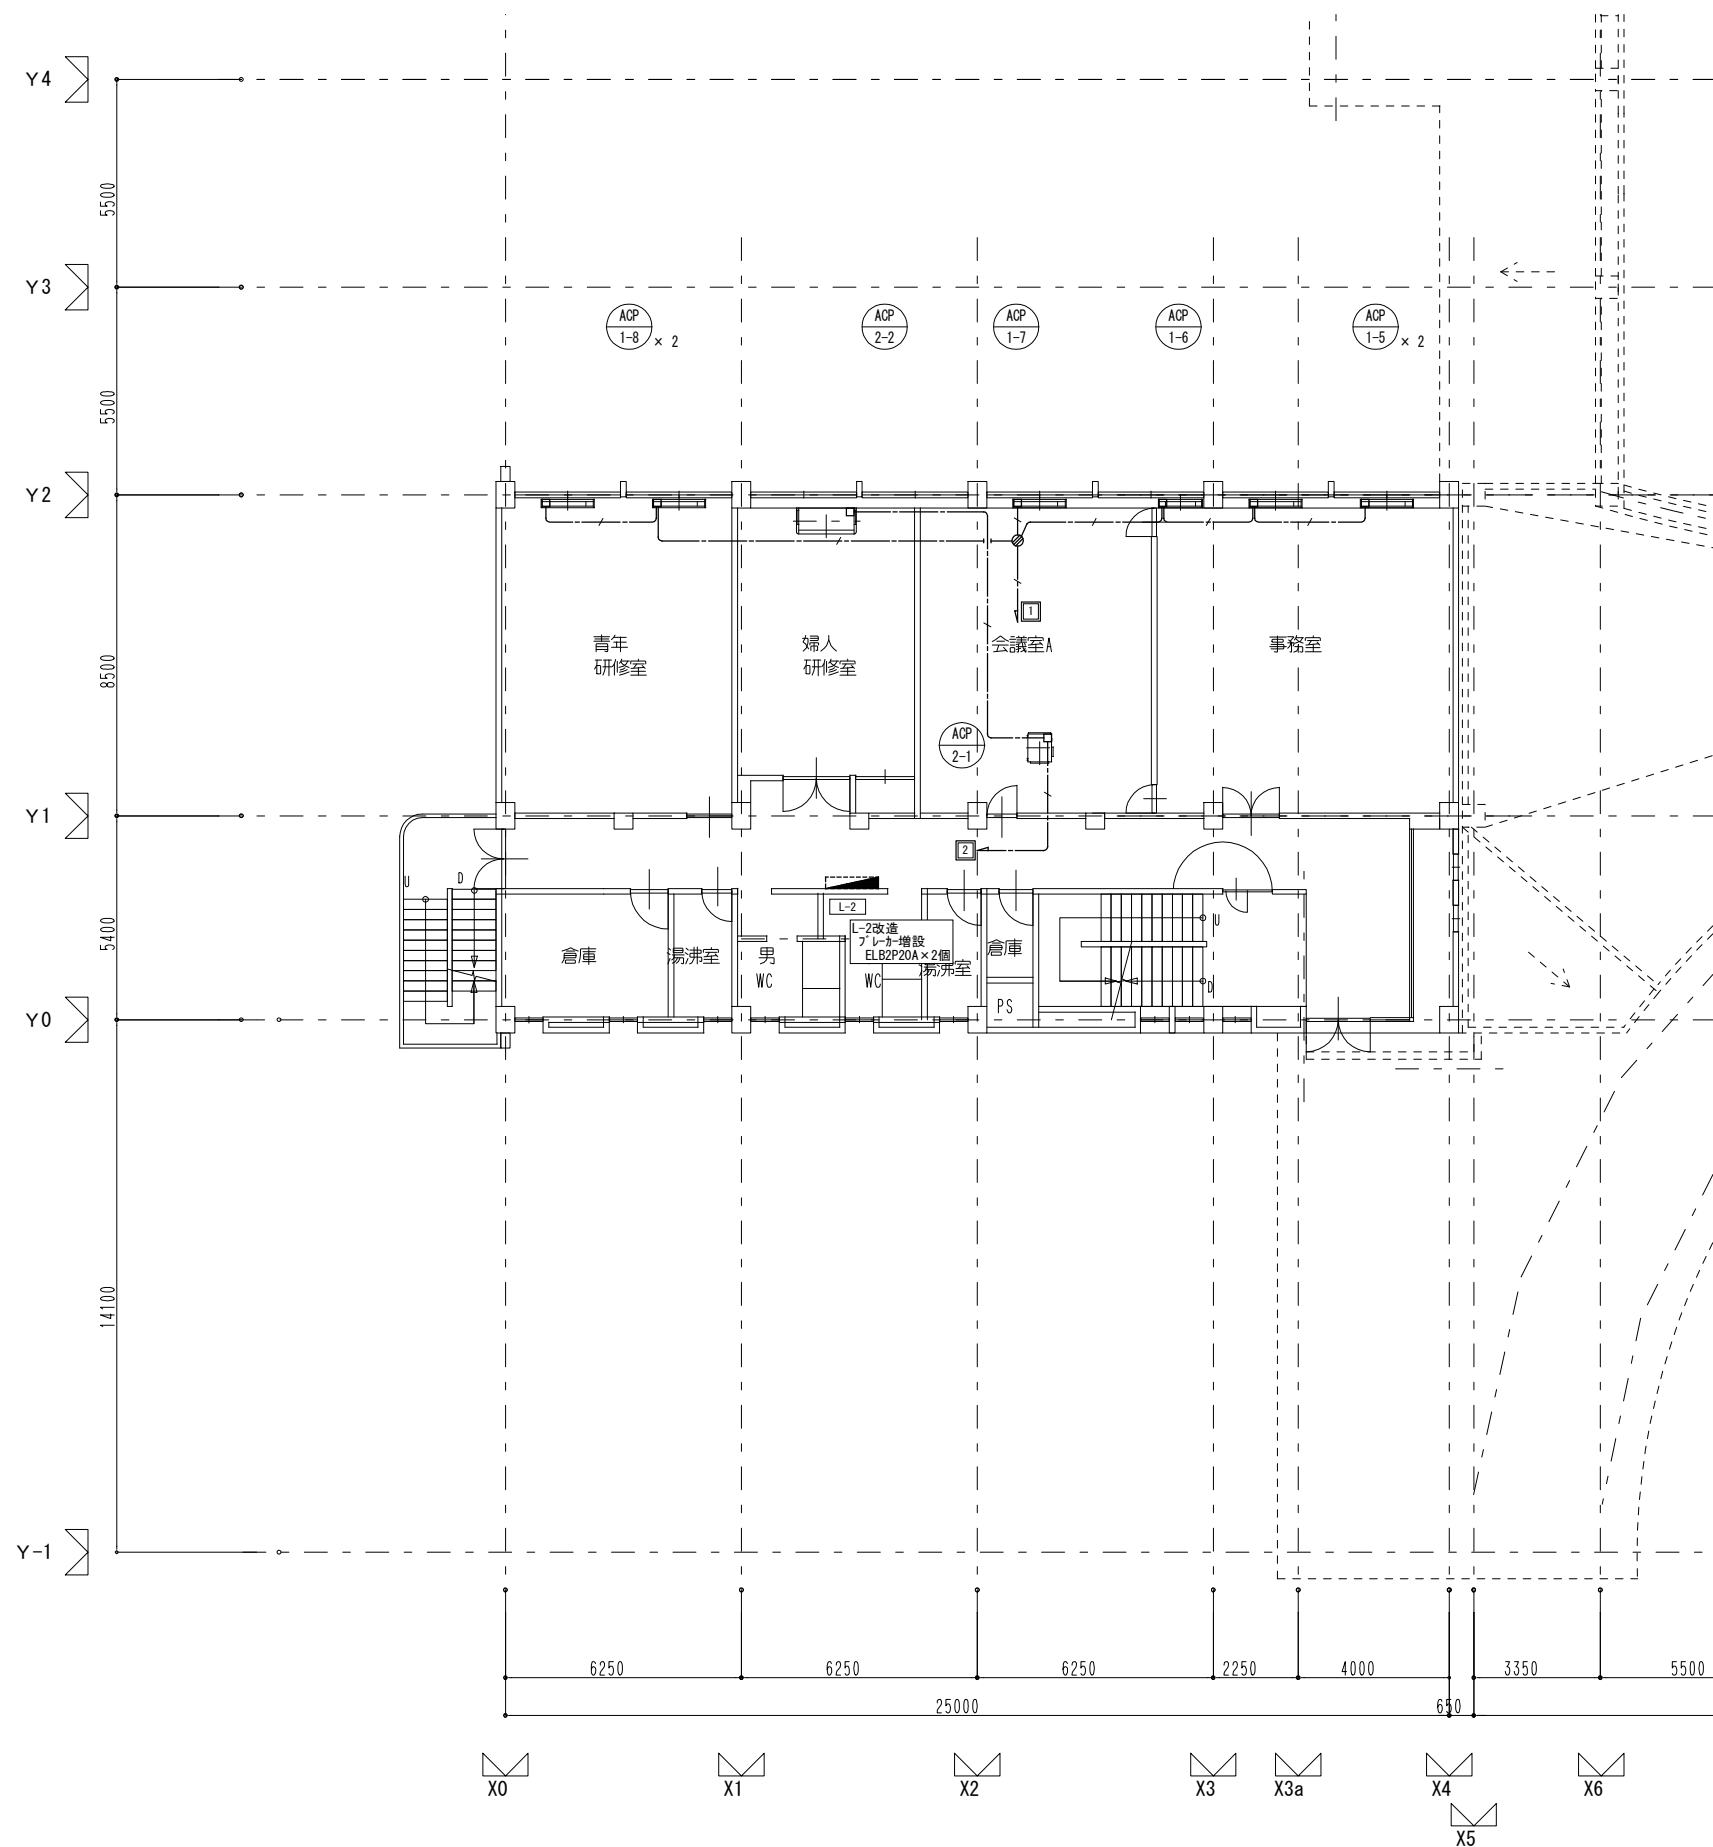 Y4
5500
Y3
ACP
1-8
× 2
ACP
2-2
ACP
1-7
ACP
1-6
ACP
1-5
× 2
5500
Y2
1
青年
研修室
婦人
研修室
会議室A
事務室
8500
ACP
2-1
Y1
2
U
D
L-2
L-2改造
ブレーカー増設
ELB2P20A×2個
5400
倉庫
湯沸室
男
WC
WC
湯沸室
倉庫
PS
U
D
Y0
14100
Y-1
6250
6250
6250
2250
4000
3350
5500
25000
650
X0
X1
X2
X3
X3a
X4
X6
X5